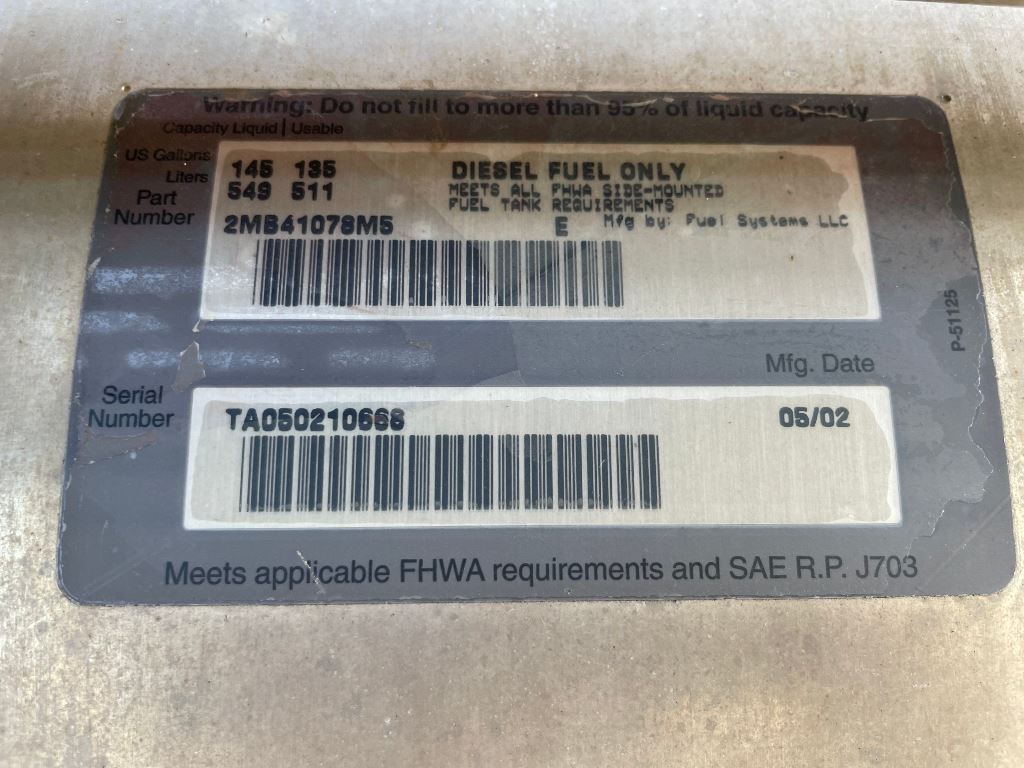 Warning: Do not fill to more than 95% of liquid capacity
Capacity Liquid | Usable
US Gallons 145 135 DIESEL FUEL ONLY
Liters 549 511 MEETS ALL FHWA SIDE-MOUNTED
FUEL TANK REQUIREMENTS
Part Number 2MB41078M5 E Mfg by: Fuel Systems LLC
P-51125
Mfg. Date
Serial Number TA050210668 05/02
Meets applicable FHWA requirements and SAE R.P. J703